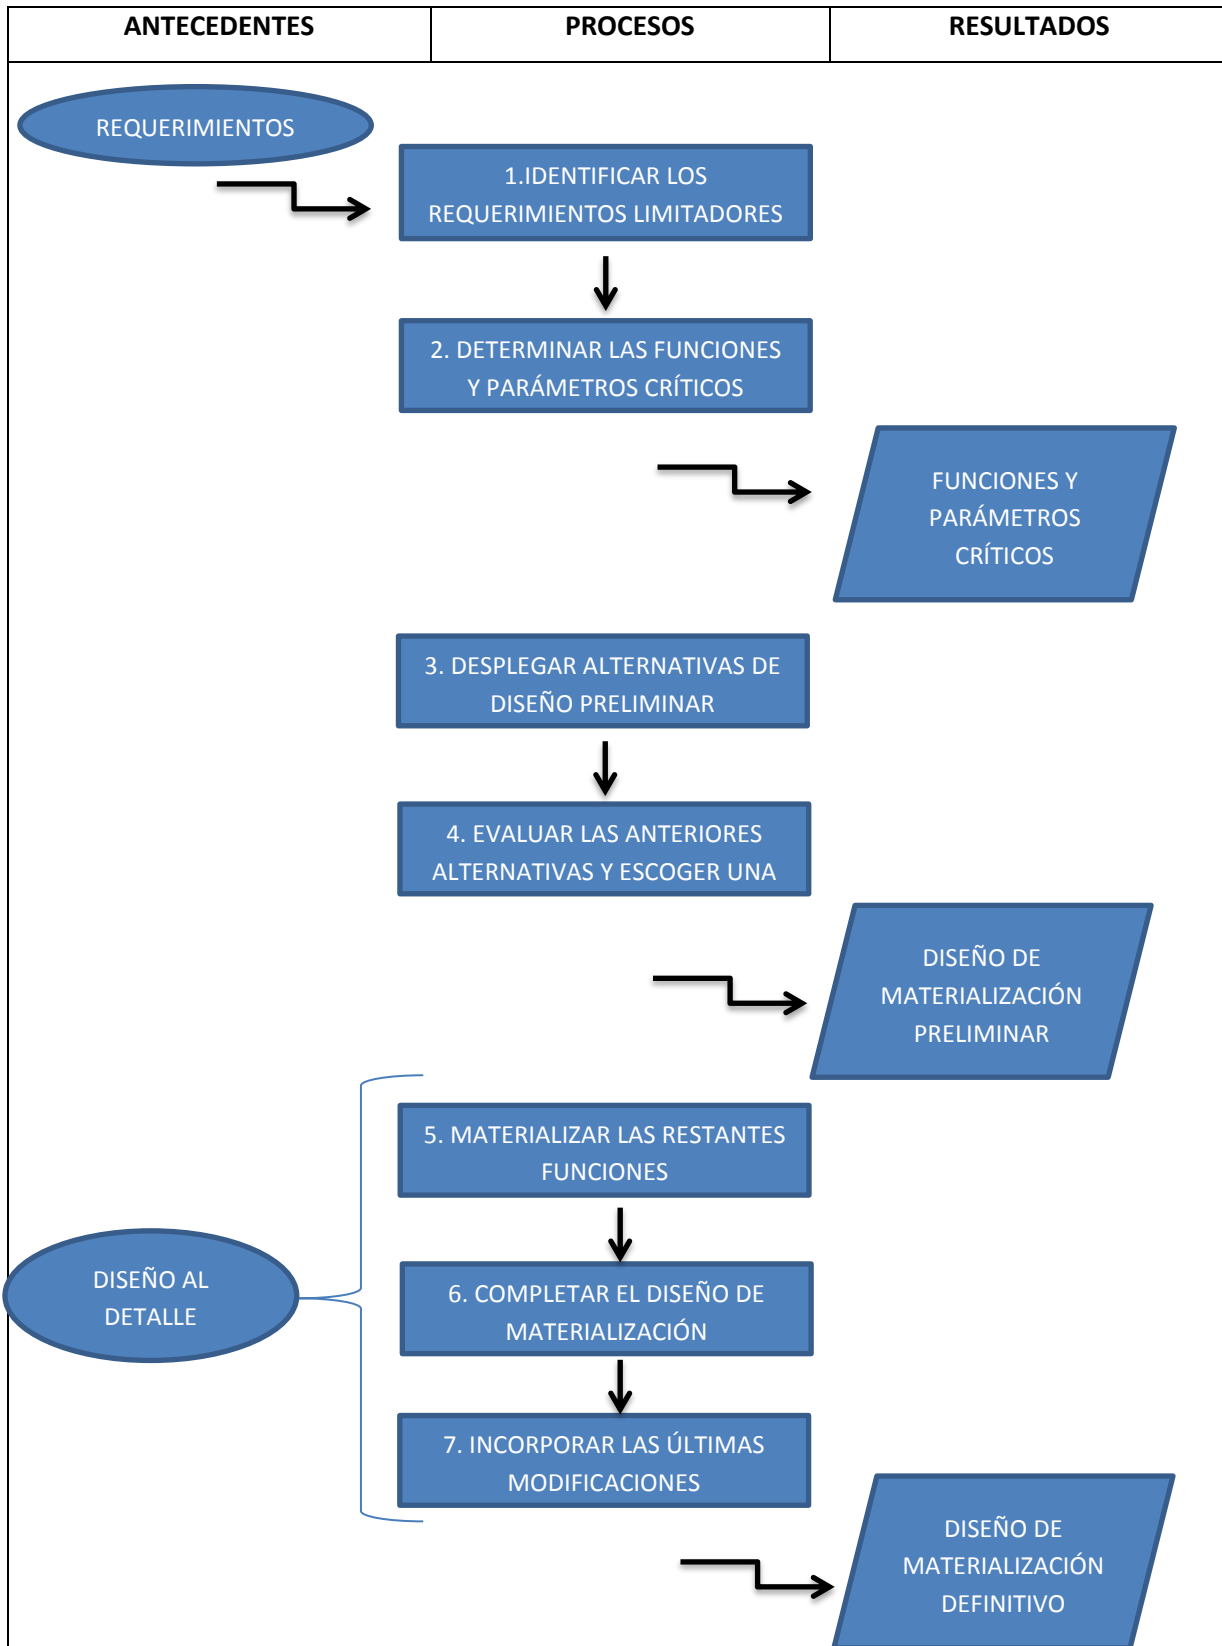 ANTECEDENTES
PROCESOS
RESULTADOS
REQUERIMIENTOS
1.IDENTIFICAR LOS
REQUERIMIENTOS LIMITADORES
2. DETERMINAR LAS FUNCIONES
Y PARÁMETROS CRÍTICOS
FUNCIONES Y
PARÁMETROS
CRÍTICOS
3. DESPLEGAR ALTERNATIVAS DE
DISEÑO PRELIMINAR
4. EVALUAR LAS ANTERIORES
ALTERNATIVAS Y ESCOGER UNA
DISEÑO DE
MATERIALIZACIÓN
PRELIMINAR
5. MATERIALIZAR LAS RESTANTES
FUNCIONES
DISEÑO AL
DETALLE
6. COMPLETAR EL DISEÑO DE
MATERIALIZACIÓN
7. INCORPORAR LAS ÚLTIMAS
MODIFICACIONES
DISEÑO DE
MATERIALIZACIÓN
DEFINITIVO